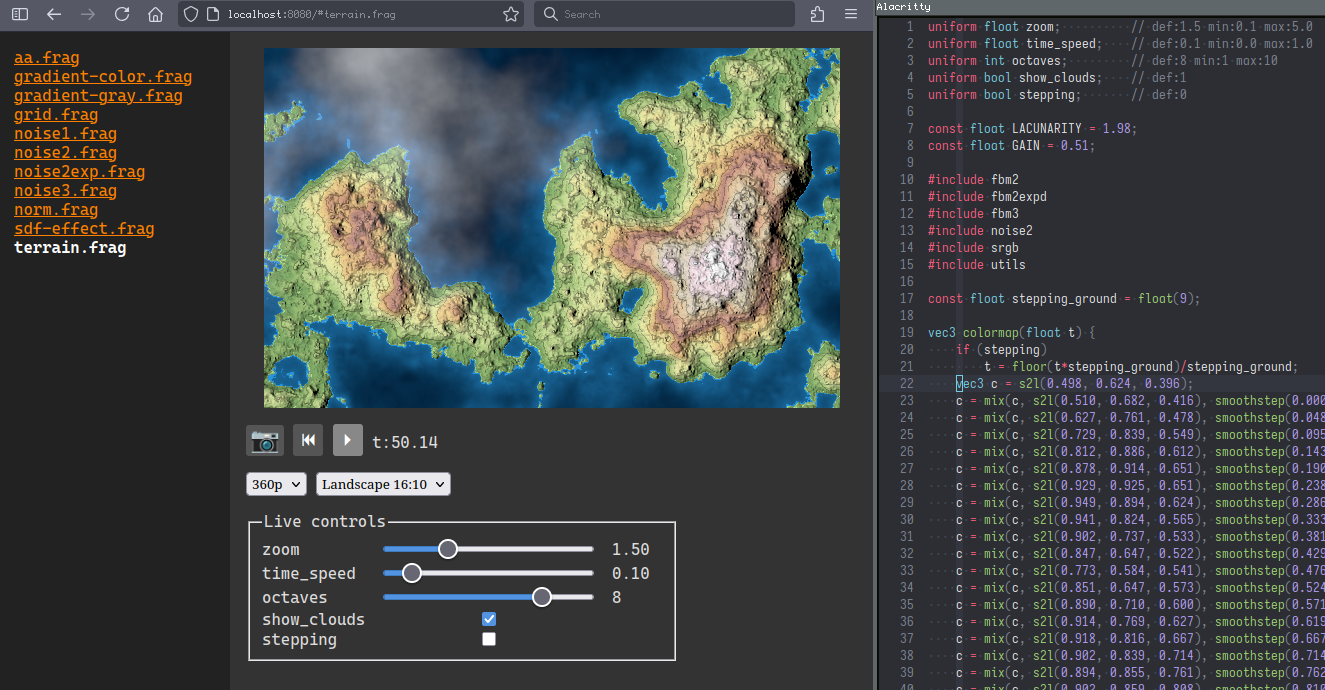 localhost:8080/#terrain.frag
Search
aa.frag
gradient-color.frag
gradient-gray.frag
grid.frag
noise1.frag
noise2.frag
noise2exp.frag
noise3.frag
norm.frag
sdf-effect.frag
terrain.frag
t:50.14
360p
Landscape 16:10
Live controls
zoom 1.50
time_speed 0.10
octaves 8
show_clouds
stepping
Alacritty
1 uniform float zoom; // def:1.5 min:0.1 max:5.0
2 uniform float time_speed; // def:0.1 min:0.0 max:1.0
3 uniform int octaves; // def:8 min:1 max:10
4 uniform bool show_clouds; // def:1
5 uniform bool stepping; // def:0
6
7 const float LACUNARITY = 1.98;
8 const float GAIN = 0.51;
9
10 #include fbm2
11 #include fbm2expd
12 #include fbm3
13 #include noise2
14 #include srgb
15 #include utils
16
17 const float stepping_ground = float(9);
18
19 vec3 colormap(float t) {
20 if (stepping)
21 t = floor(t*stepping_ground)/stepping_ground;
22 vec3 c = s2l(0.498, 0.624, 0.396);
23 c = mix(c, s2l(0.510, 0.682, 0.416), smoothstep(0.000
24 c = mix(c, s2l(0.627, 0.761, 0.478), smoothstep(0.048
25 c = mix(c, s2l(0.729, 0.839, 0.549), smoothstep(0.095
26 c = mix(c, s2l(0.812, 0.886, 0.612), smoothstep(0.143
27 c = mix(c, s2l(0.878, 0.914, 0.651), smoothstep(0.190
28 c = mix(c, s2l(0.929, 0.925, 0.651), smoothstep(0.238
29 c = mix(c, s2l(0.949, 0.894, 0.624), smoothstep(0.286
30 c = mix(c, s2l(0.941, 0.824, 0.565), smoothstep(0.333
31 c = mix(c, s2l(0.902, 0.737, 0.533), smoothstep(0.381
32 c = mix(c, s2l(0.847, 0.647, 0.522), smoothstep(0.429
33 c = mix(c, s2l(0.773, 0.584, 0.541), smoothstep(0.476
34 c = mix(c, s2l(0.851, 0.647, 0.573), smoothstep(0.524
35 c = mix(c, s2l(0.890, 0.710, 0.600), smoothstep(0.571
36 c = mix(c, s2l(0.914, 0.769, 0.627), smoothstep(0.619
37 c = mix(c, s2l(0.918, 0.816, 0.667), smoothstep(0.667
38 c = mix(c, s2l(0.902, 0.839, 0.714), smoothstep(0.714
39 c = mix(c, s2l(0.894, 0.855, 0.761), smoothstep(0.762